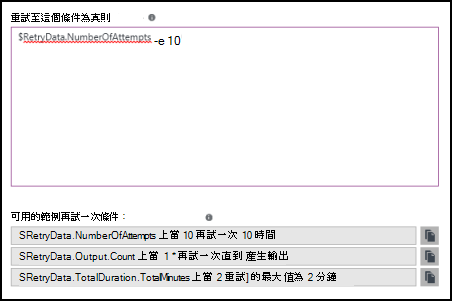 重試至這個條件為真則
$RetryData.NumberOfAttempts -e 10
可用的範例再試一次條件：
SRetryData.NumberOfAttempts 上當 10 再試一次 10 時間
SRetryData.Output.Count 上當 1 * 再試一次直到 產生輸出
SRetryData.TotalDuration.TotalMinutes 上當 2 重試] 的最大值為 2 分鐘